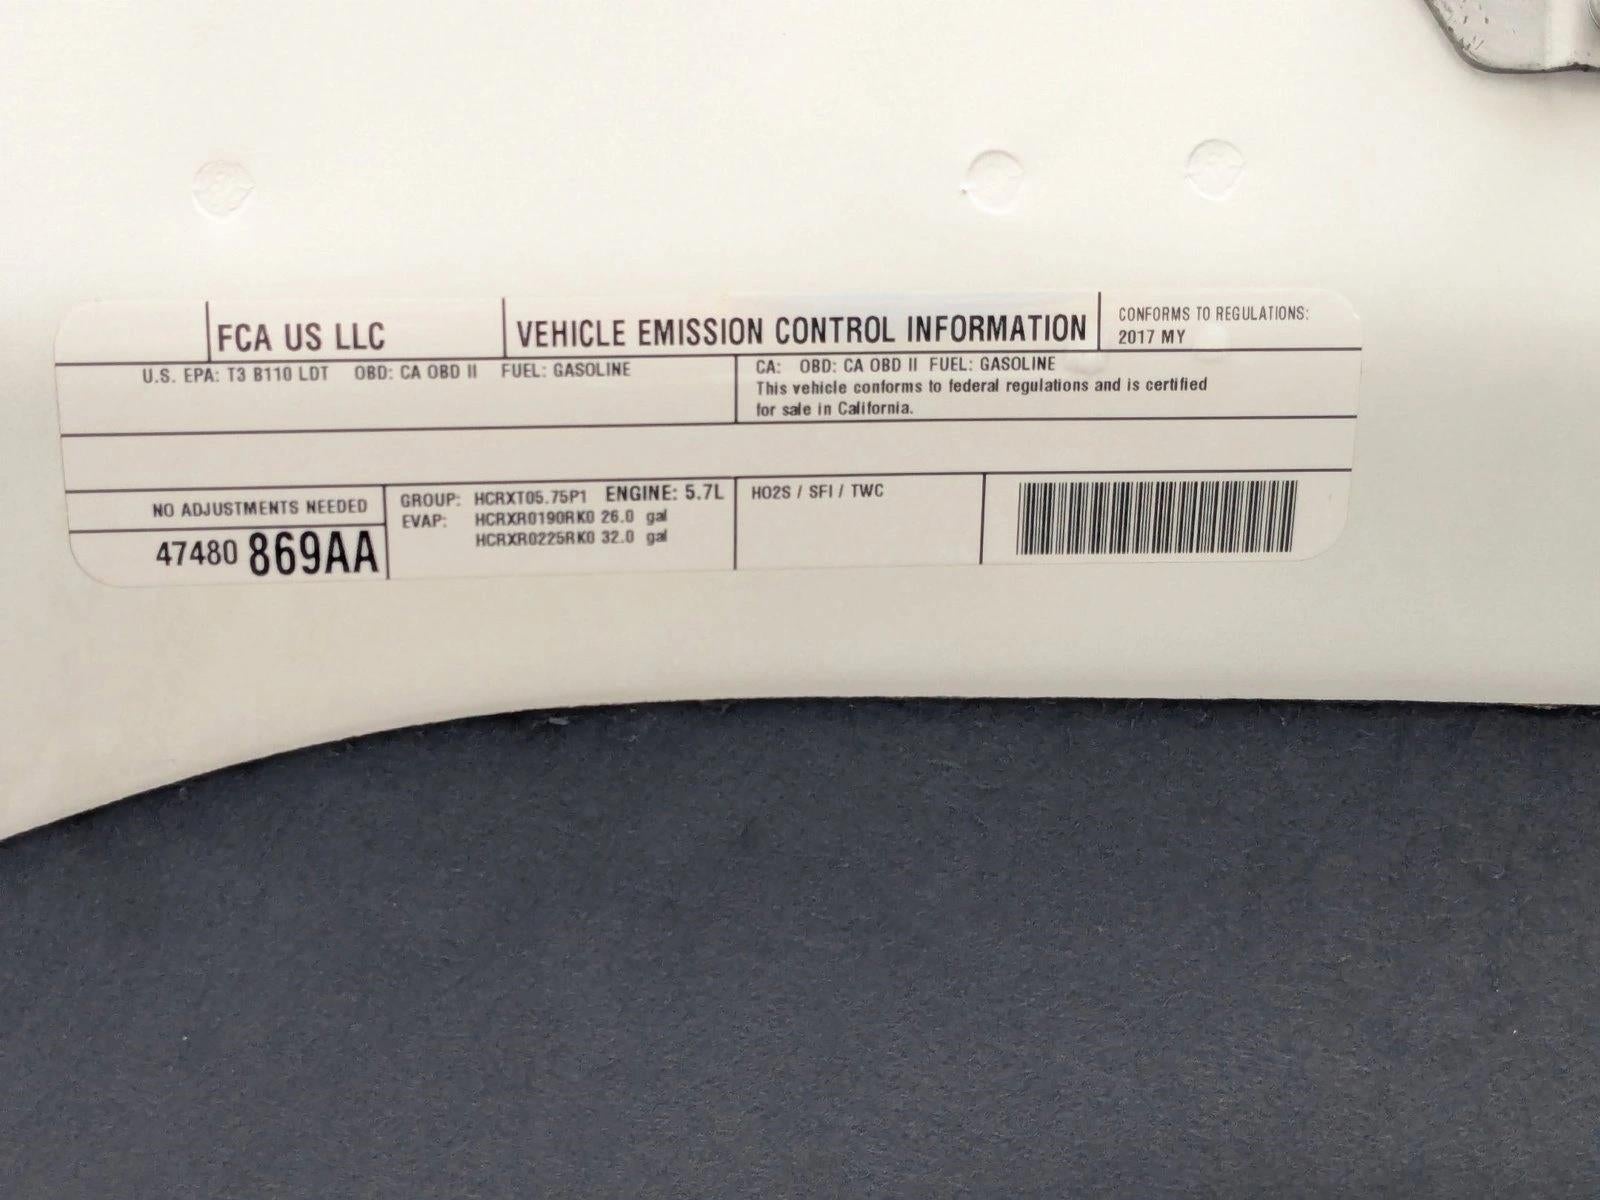 FCA US LLC
VEHICLE EMISSION CONTROL INFORMATION
CONFORMS TO REGULATIONS:
2017 MY
U.S. EPA: T3 B110 LDT OBD: CA OBD II FUEL: GASOLINE
CA: OBD: CA OBD II FUEL: GASOLINE
This vehicle conforms to federal regulations and is certified
for sale in California.
NO ADJUSTMENTS NEEDED
47480 869AA
GROUP: HCRXT05.75P1 ENGINE: 5.7L
EVAP: HCRXR0190RK0 26.0 gal
HCRXR0225RK0 32.0 gal
HO2S / SFI / TWC